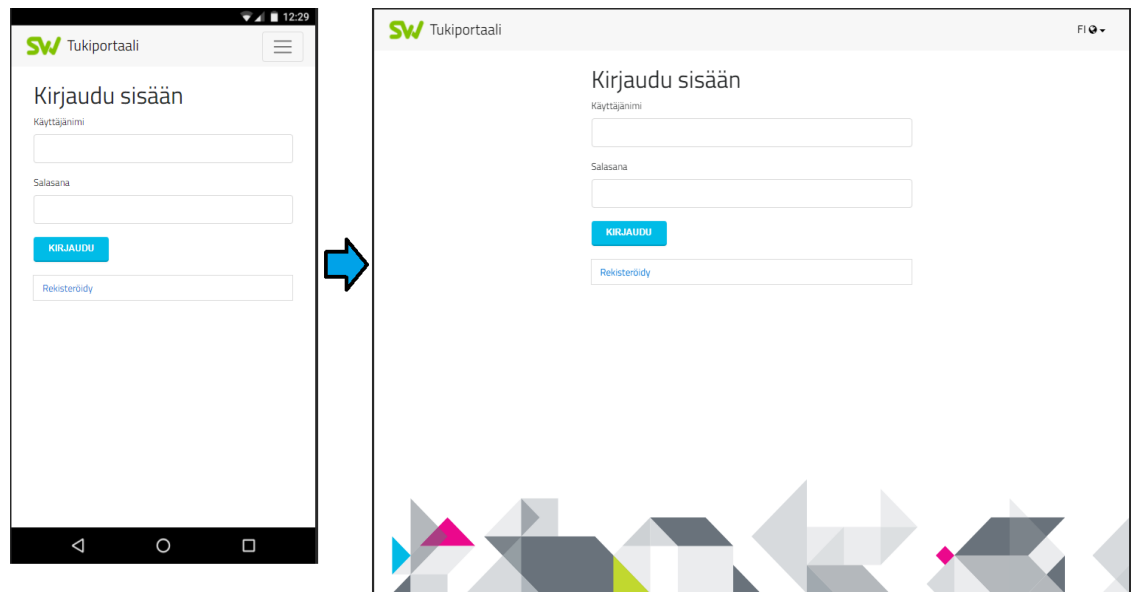 12:29
SW Tukiportaali
Kirjaudu sisään
Käyttäjänimi
Salasana
KIRJAUDU
Rekisteröidy
SW Tukiportaali
FI
Kirjaudu sisään
Käyttäjänimi
Salasana
KIRJAUDU
Rekisteröidy